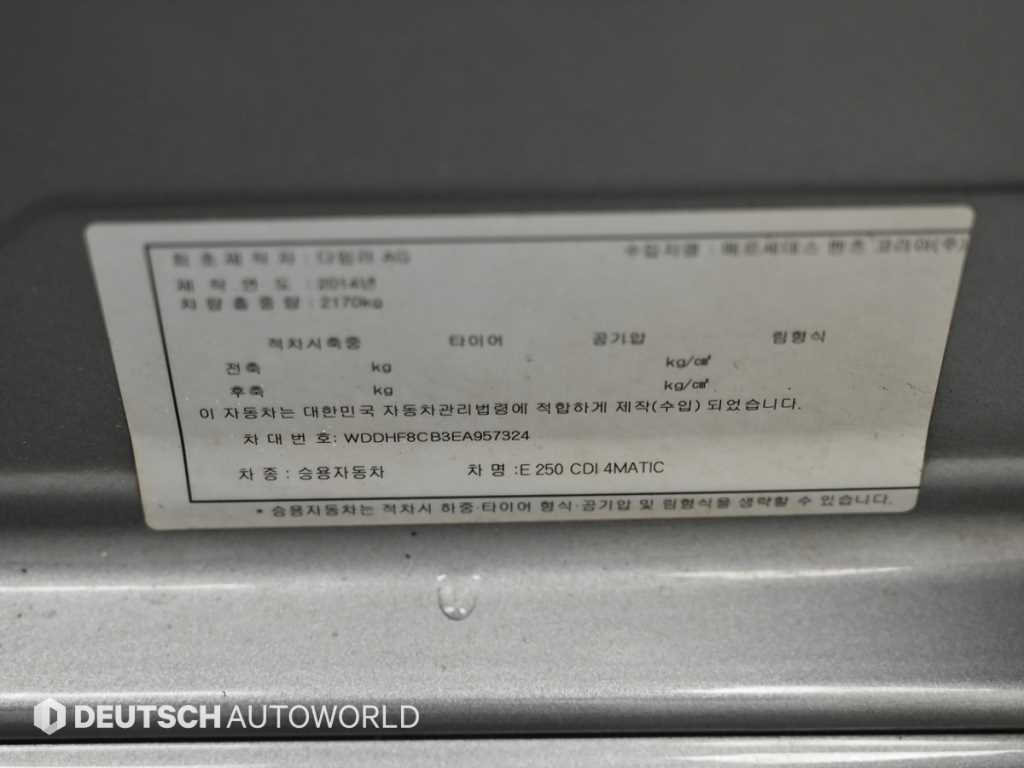 최초제작자 : 다임러 AG 수입자명 : 메르세데스 벤츠 코리아(주)
제 작 연 도 : 2014년
차량총중량 : 2170kg
적차시축중 타이어 공기압 림형식
전축 kg kg/㎠
후축 kg kg/㎠
이 자동차는 대한민국 자동차관리법령에 적합하게 제작(수입) 되었습니다.
차 대 번 호: WDDHF8CB3EA957324
차 종 : 승용자동차 차 명 :E 250 CDI 4MATIC
* 승용자동차는 적차시 하중·타이어 형식·공기압 및 림형식을 생략할 수 있습니다.
DEUTSCH AUTOWORLD